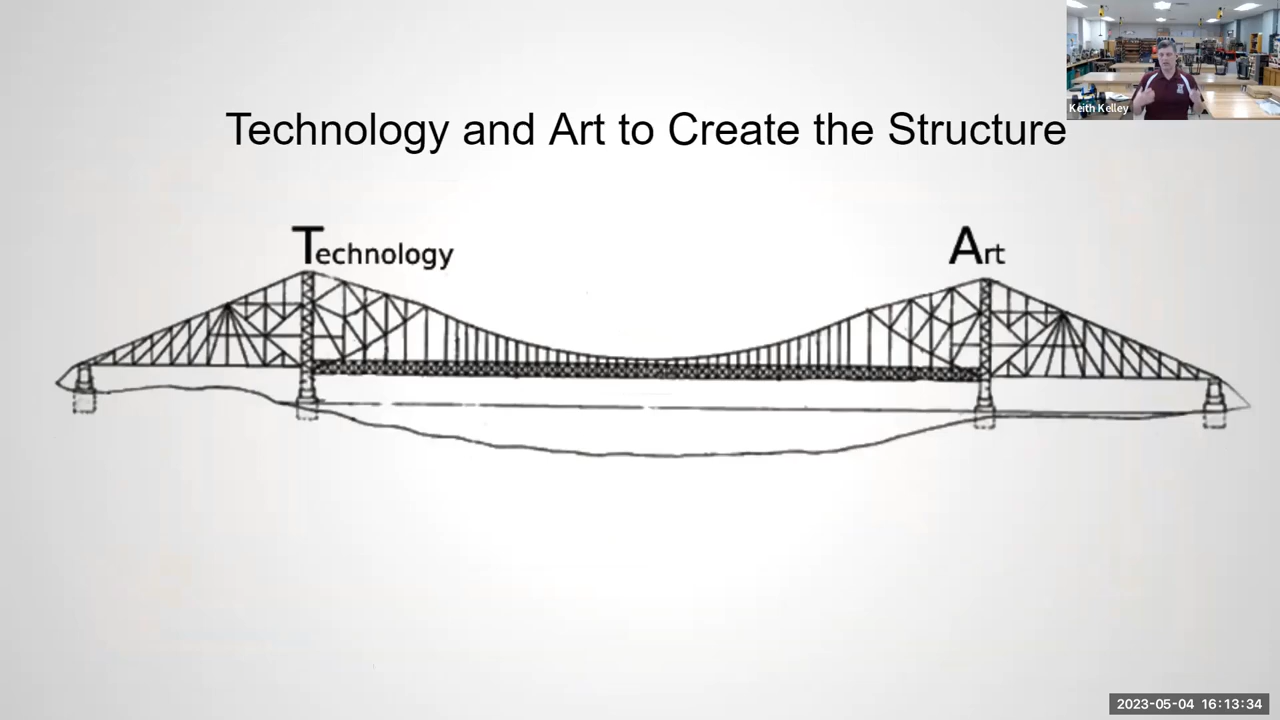 Keith Kelley
Technology and Art to Create the Structure
Technology
Art
2023-05-04 16:13:34